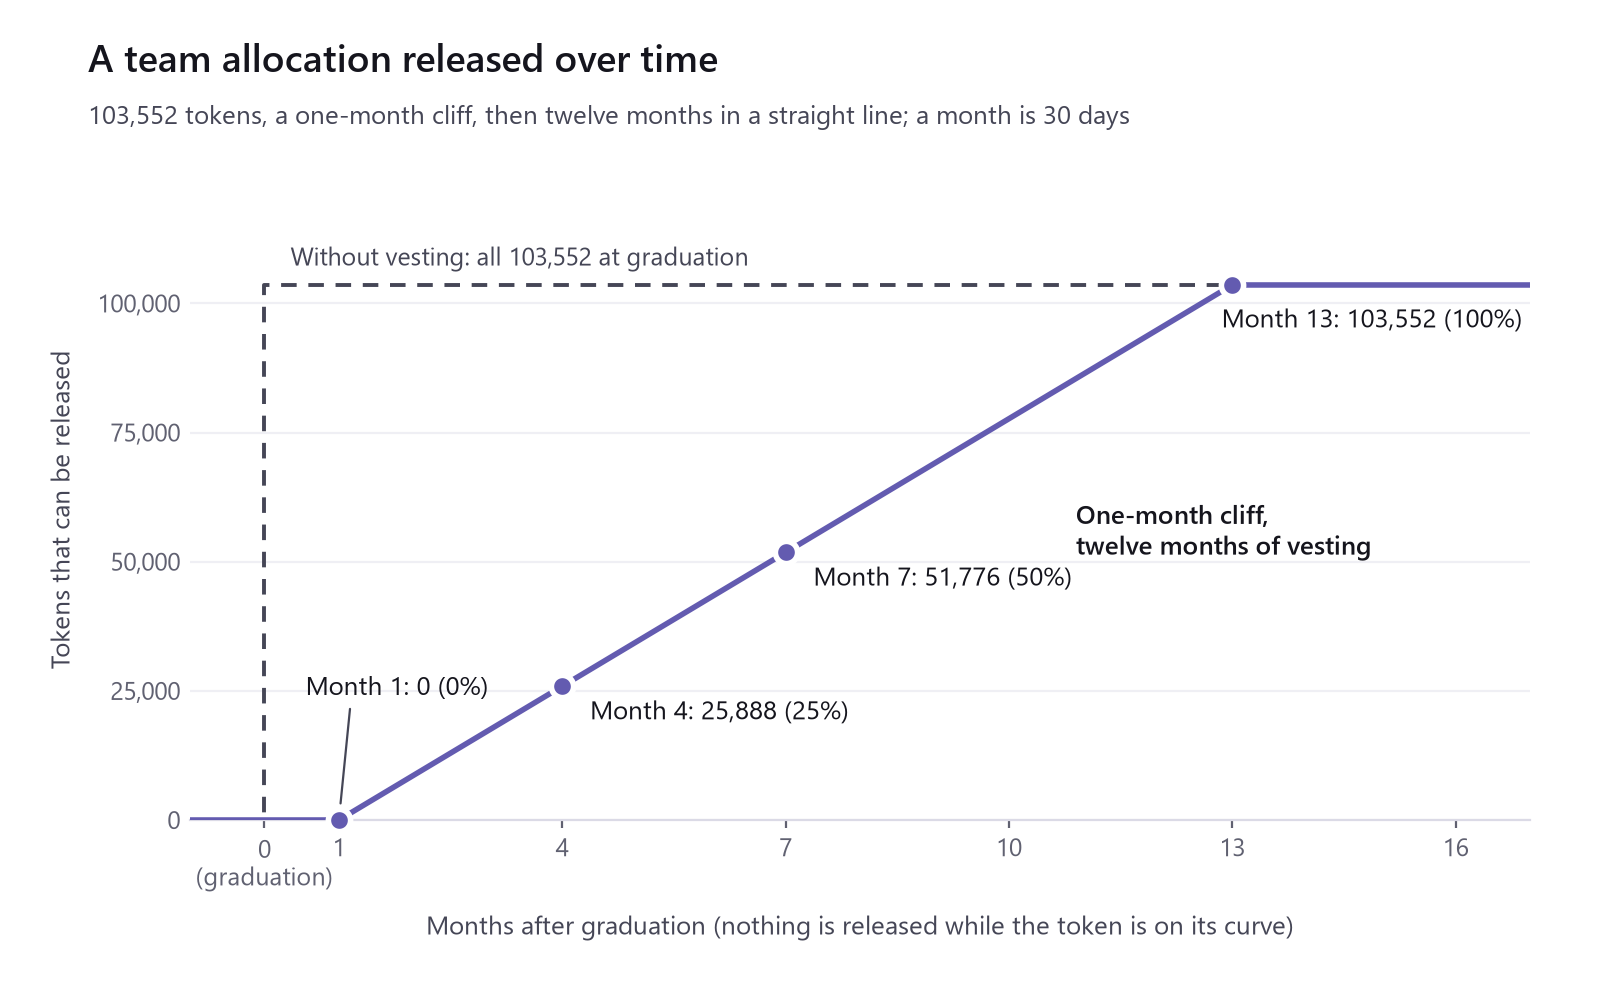 A team allocation released over time
103,552 tokens, a one-month cliff, then twelve months in a straight line; a month is 30 days
Without vesting: all 103,552 at graduation
100,000
Month 13: 103,552 (100%)
75,000
Tokens that can be released
One-month cliff,
twelve months of vesting
50,000
Month 7: 51,776 (50%)
Month 1: 0 (0%)
25,000
Month 4: 25,888 (25%)
0
0 1 4 7 10 13 16
(graduation)
Months after graduation (nothing is released while the token is on its curve)